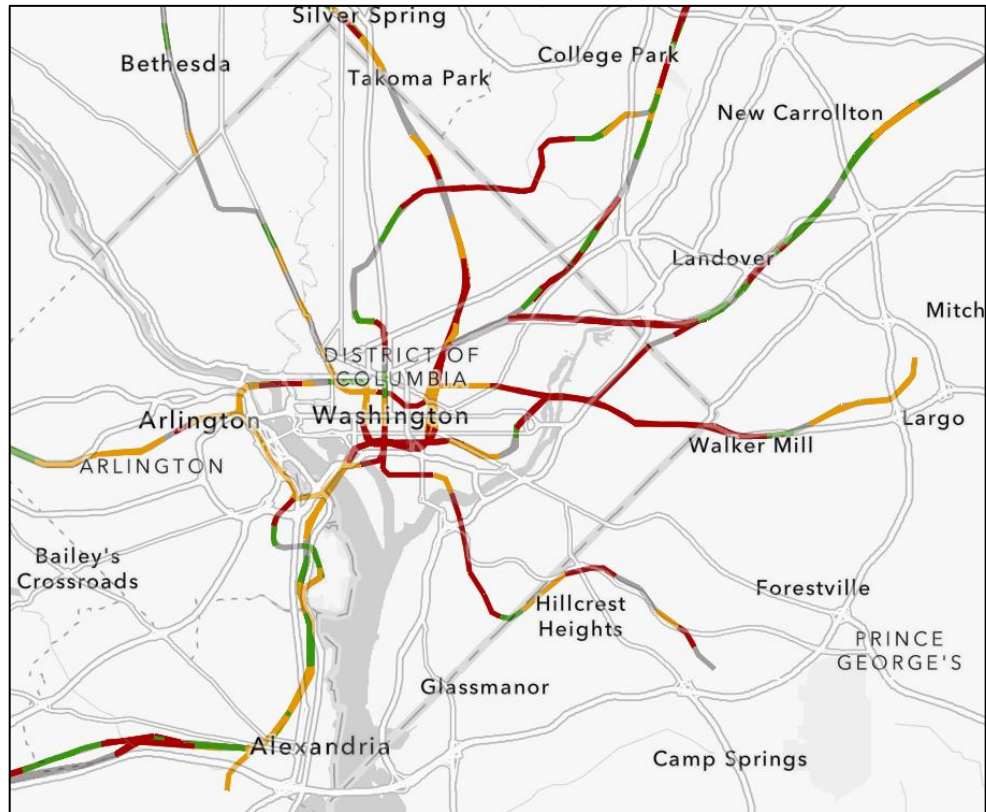 Silver Spring
Bethesda
College Park
Takoma Park
New Carrollton
Landover
Mitch
DISTRICT OF
COLUMBIA
Arlington
Washington
Largo
Walker Mill
ARLINGTON
Bailey's
Crossroads
Forestville
Hillcrest
Heights
PRINCE
GEORGE'S
Glassmanor
Alexandria
Camp Springs